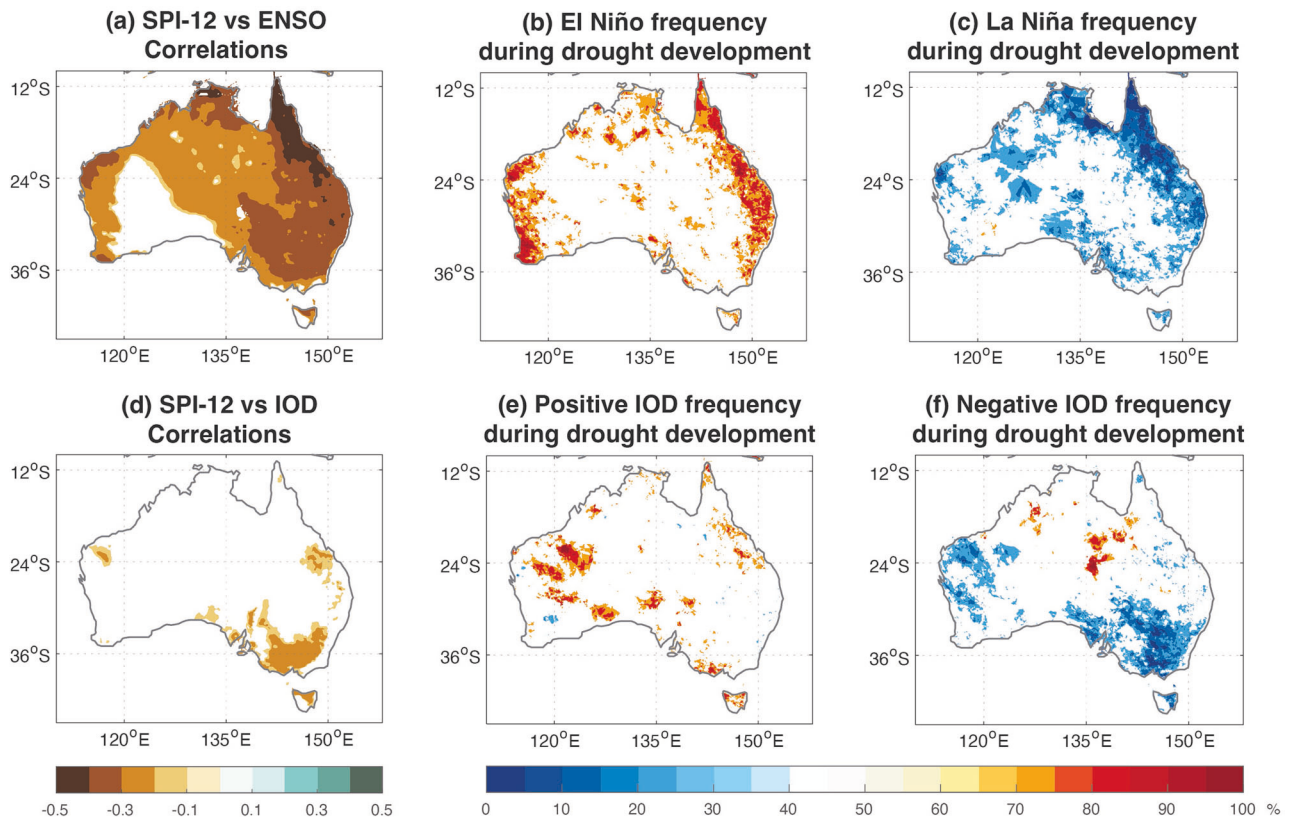 (a) SPI-12 vs ENSO
Correlations
(b) El Niño frequency
during drought development
(c) La Niña frequency
during drought development
12°S
24°S
36°S
120°E 135°E 150°E
12°S
24°S
36°S
120°E 135°E 150°E
12°S
24°S
36°S
120°E 135°E 150°E
(d) SPI-12 vs IOD
Correlations
(e) Positive IOD frequency
during drought development
(f) Negative IOD frequency
during drought development
12°S
24°S
36°S
120°E 135°E 150°E
12°S
24°S
36°S
120°E 135°E 150°E
12°S
24°S
36°S
120°E 135°E 150°E
-0.5 -0.3 -0.1 0.1 0.3 0.5
0 10 20 30 40 50 60 70 80 90 100 %